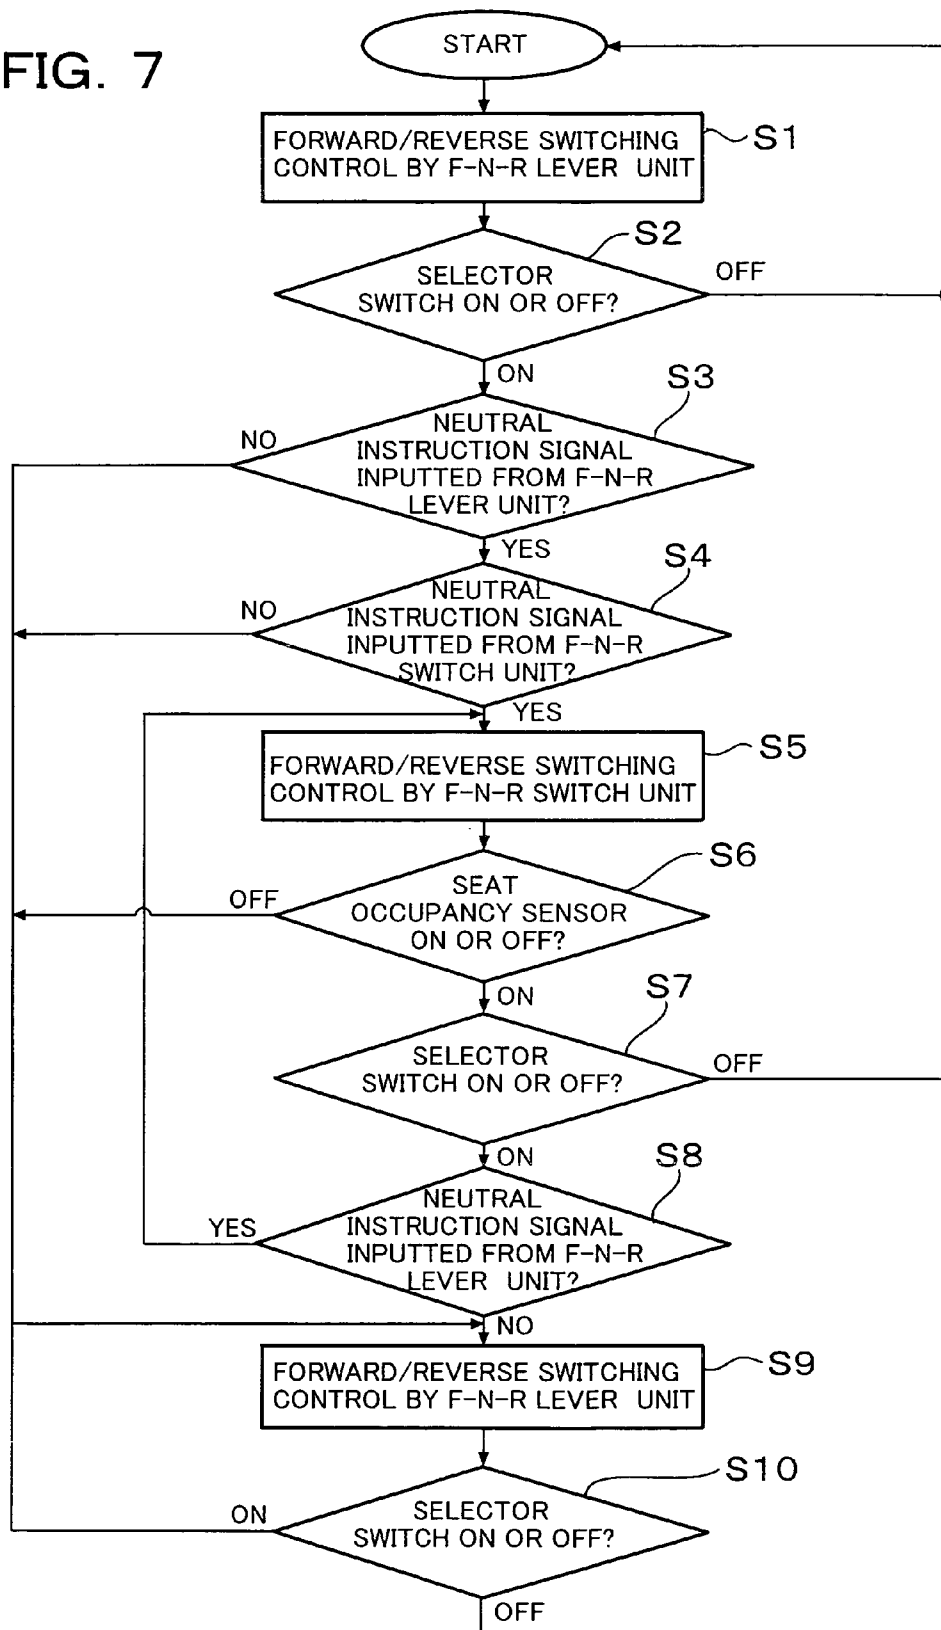 FIG. 7
START
FORWARD/REVERSE SWITCHING
CONTROL BY F-N-R LEVER UNIT
S1
S2
SELECTOR
SWITCH ON OR OFF?
OFF
ON
S3
NEUTRAL
INSTRUCTION SIGNAL
INPUTTED FROM F-N-R
LEVER UNIT?
NO
YES
S4
NEUTRAL
INSTRUCTION SIGNAL
INPUTTED FROM F-N-R
SWITCH UNIT?
NO
YES
S5
FORWARD/REVERSE SWITCHING
CONTROL BY F-N-R SWITCH UNIT
S6
SEAT
OCCUPANCY SENSOR
ON OR OFF?
OFF
ON
S7
SELECTOR
SWITCH ON OR OFF?
OFF
ON
S8
NEUTRAL
INSTRUCTION SIGNAL
INPUTTED FROM F-N-R
LEVER UNIT?
YES
NO
S9
FORWARD/REVERSE SWITCHING
CONTROL BY F-N-R LEVER UNIT
S10
SELECTOR
SWITCH ON OR OFF?
ON
OFF